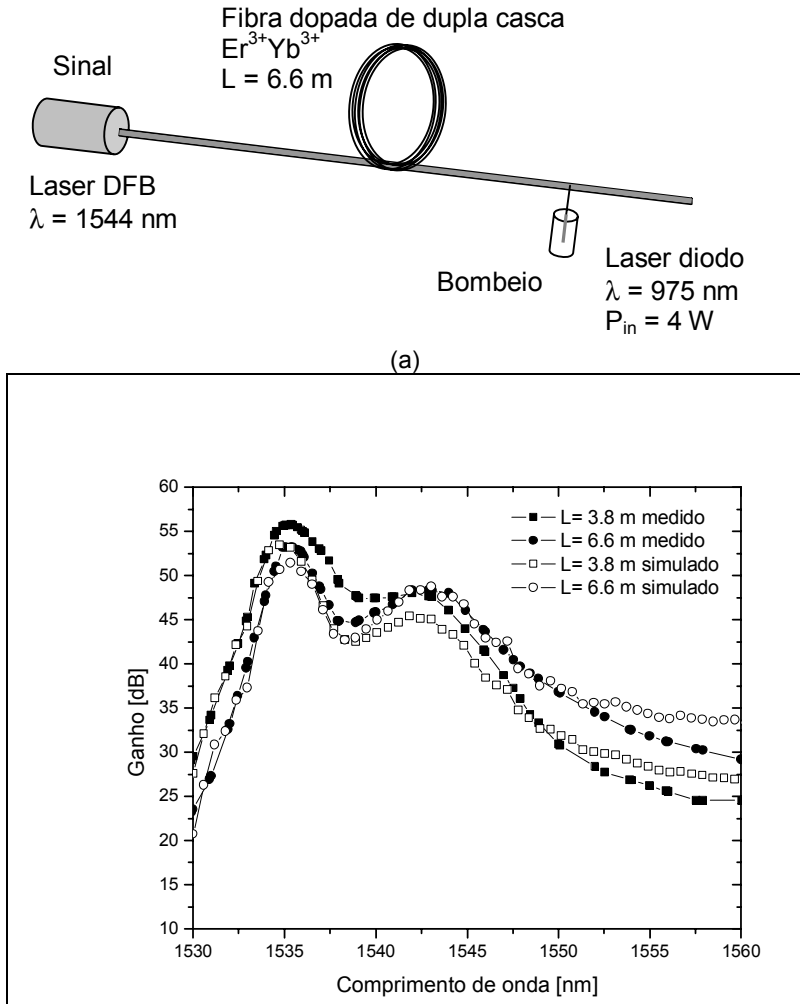 Fibra dopada de dupla casca
Er³⁺Yb³⁺
L = 6.6 m
Sinal
Laser DFB
λ = 1544 nm
Bombeio
Laser diodo
λ = 975 nm
Pin = 4 W
(a)
60
55
50
45
40
35
30
25
20
15
10
Ganho [dB]
L= 3.8 m medido
L= 6.6 m medido
L= 3.8 m simulado
L= 6.6 m simulado
1530 1535 1540 1545 1550 1555 1560
Comprimento de onda [nm]